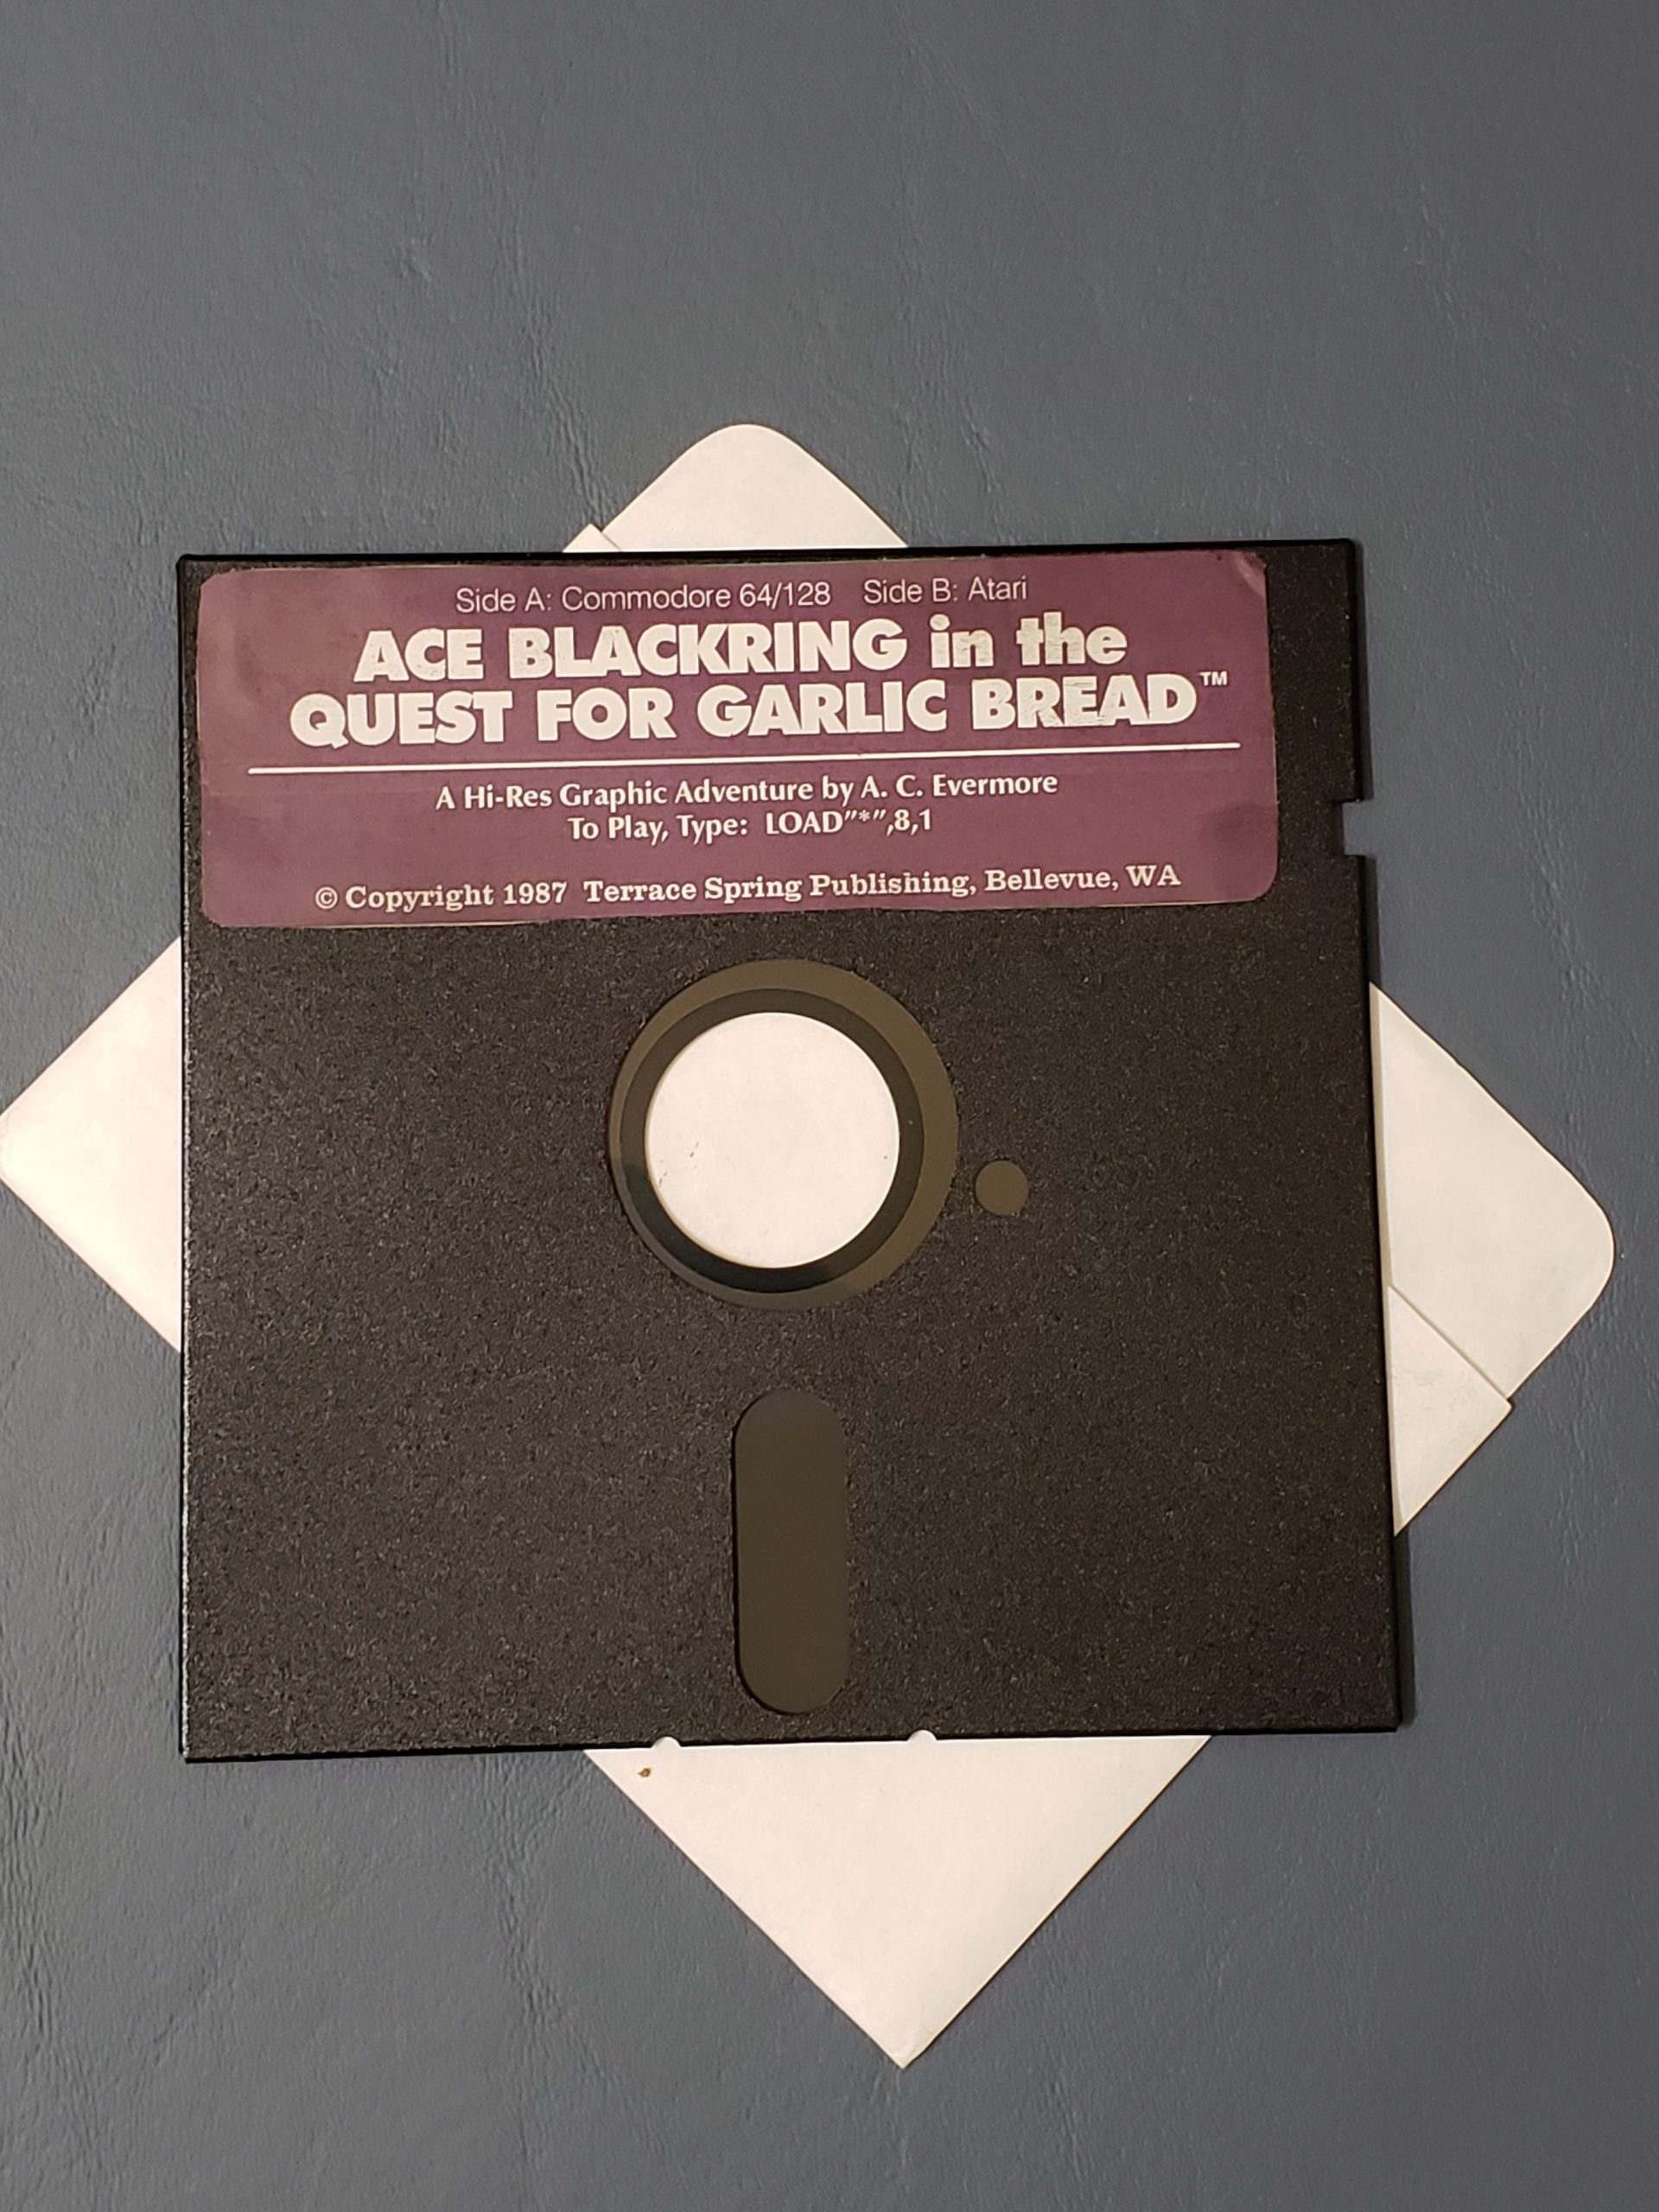 Side A: Commodore 64/128 Side B: Atari
ACE BLACKRING in the
QUEST FOR GARLIC BREAD™
A Hi-Res Graphic Adventure by A. C. Evermore
To Play, Type: LOAD"*",8,1
© Copyright 1987 Terrace Spring Publishing, Bellevue, WA